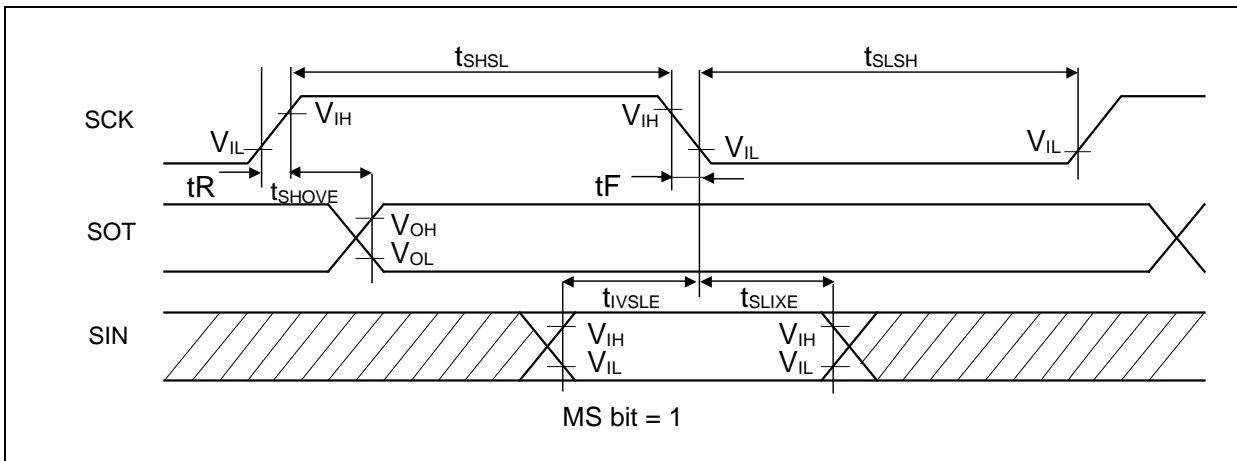 tSHSL
tSLSH
SCK
VIH
VIH
VIL
VIL
VIL
tR
tSHOVE
tF
SOT
VOH
VOL
tIVSLE
tSLIXE
SIN
VIH
VIH
VIL
VIL
MS bit = 1